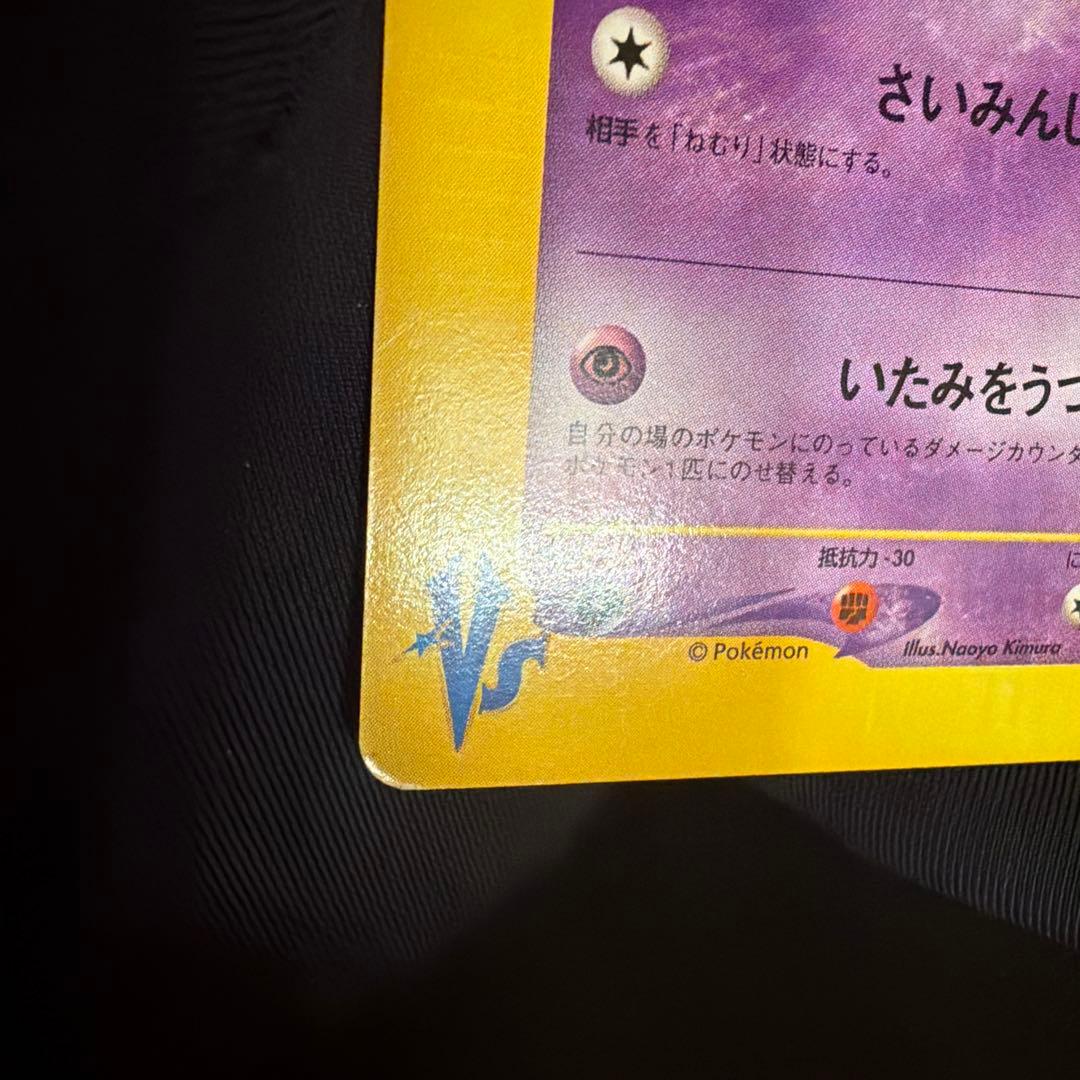 さいみんじ
相手を「ねむり」状態にする。
いたみをうつ
自分の場のポケモンにのっているダメージカウンタ
ポケモン1匹にのせ替える。
抵抗力 -30
に
VS
© Pokémon
Illus.Naoyo Kimura